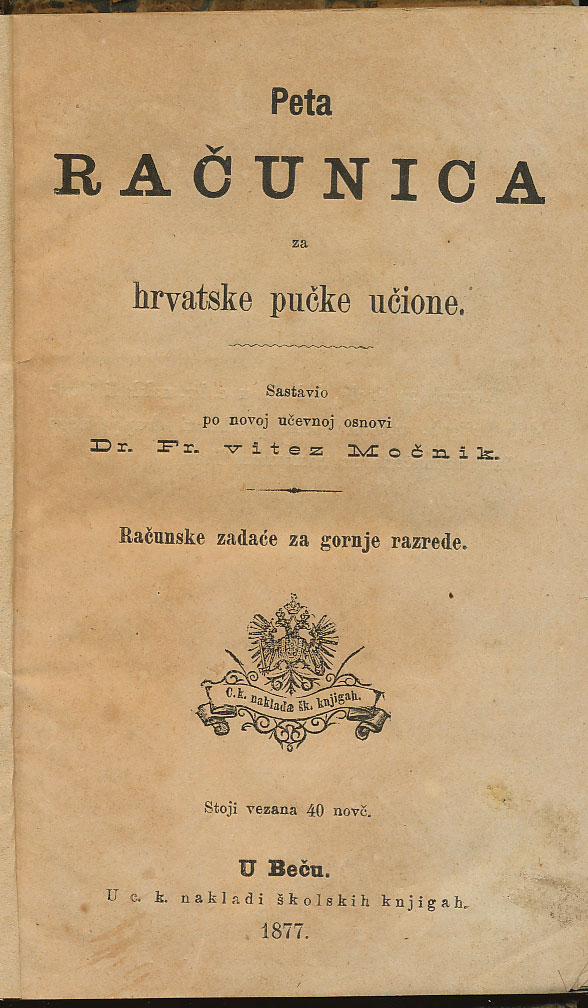 Peta
RAČUNICA
za
hrvatske pučke učione.
Sastavio
po novoj učevnoj osnovi
Dr. Fr. vitez Močnik.
Računske zadaće za gornje razrede.
C. k. naklada šk. knjigah.
Stoji vezana 40 novč.
U Beču.
U c. k. nakladi školskih knjigah.
1877.